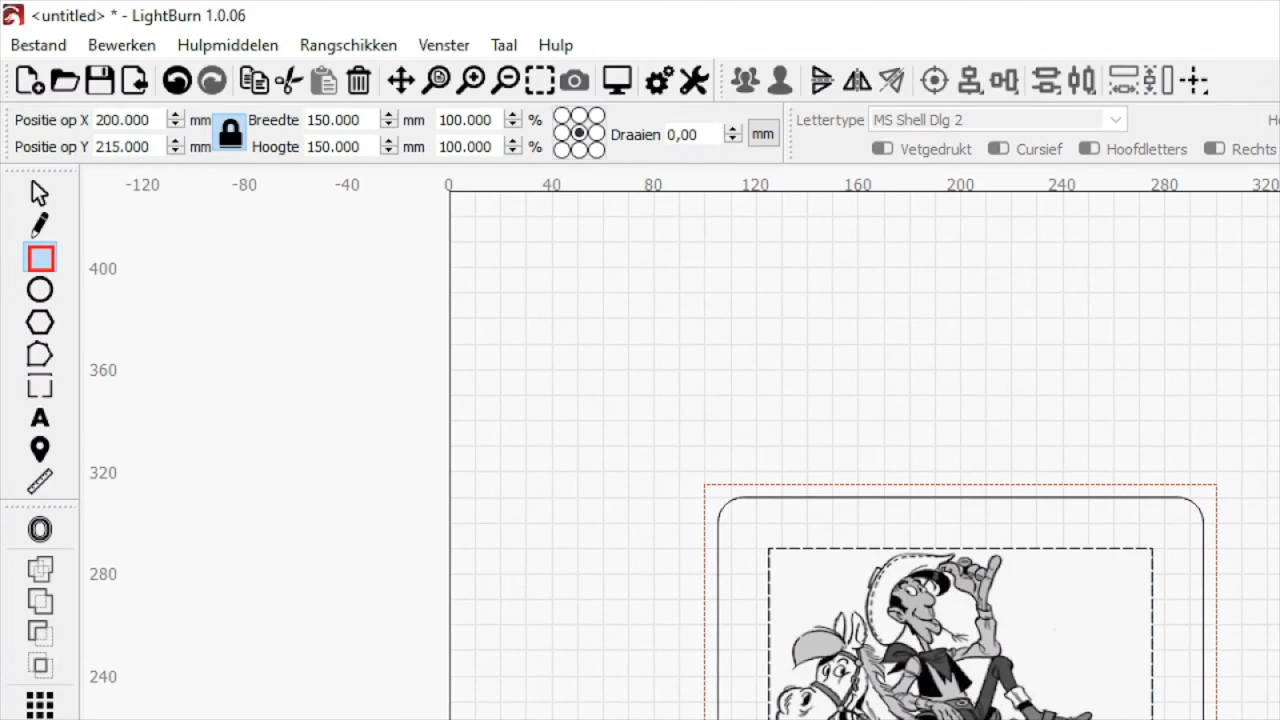 <untitled> * - LightBurn 1.0.06
Bestand Bewerken Hulpmiddelen Rangschikken Venster Taal Hulp
Positie op X 200.000 mm Breedte 150.000 mm 100.000 %
Positie op Y 215.000 mm Hoogte 150.000 mm 100.000 %
Draaien 0,00 mm
Lettertype MS Shell Dlg 2
Vetgedrukt Cursief Hoofdletters Rechts
-120 -80 -40 0 40 80 120 160 200 240 280 320
400
360
320
280
240